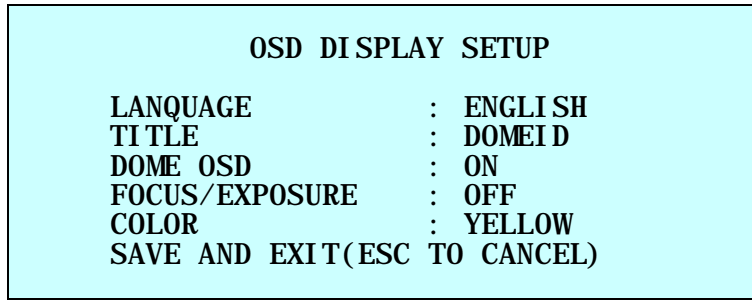 OSD DISPLAY SETUP
LANQUAGE : ENGLISH
TITLE : DOMEID
DOME OSD : ON
FOCUS/EXPOSURE : OFF
COLOR : YELLOW
SAVE AND EXIT(ESC TO CANCEL)